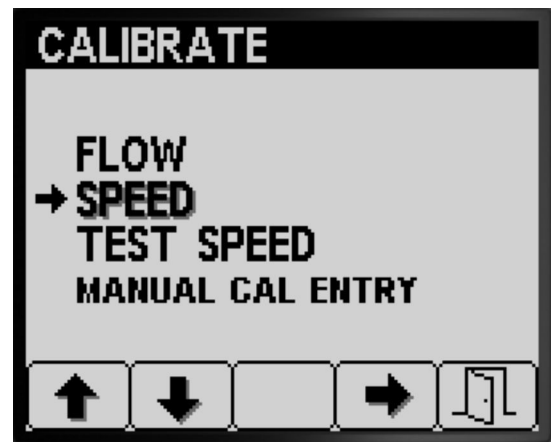 CALIBRATE
FLOW
SPEED
TEST SPEED
MANUAL CAL ENTRY